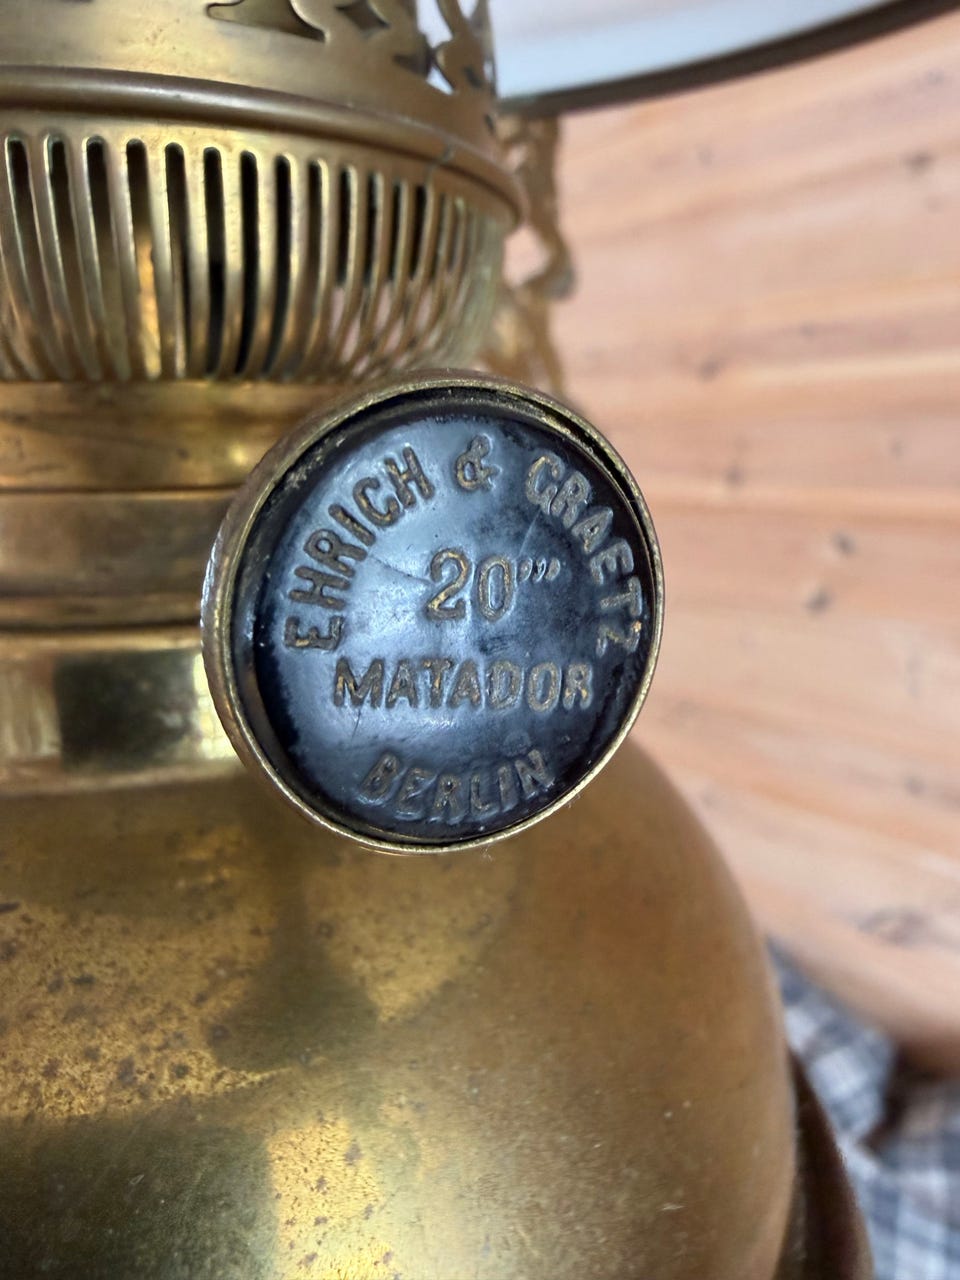 EHRICH & GRAETZ
20'''
MATADOR
BERLIN